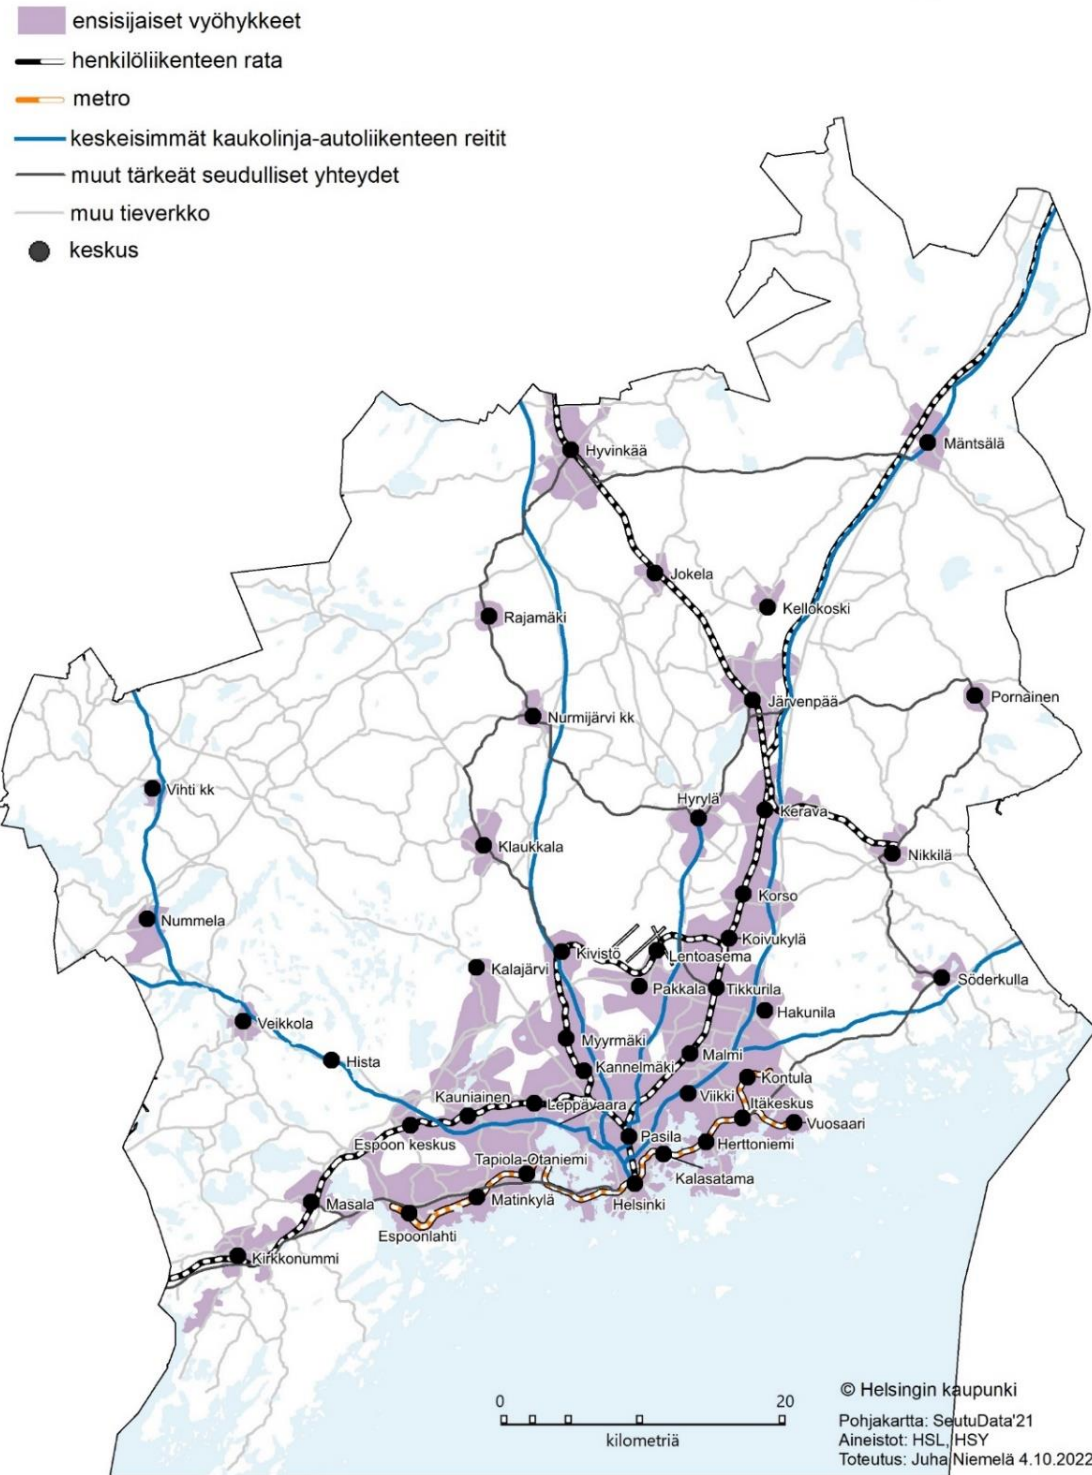 ensisijaiset vyöhykkeet
henkilöliikenteen rata
metro
keskeisimmät kaukolinja-autoliikenteen reitit
muut tärkeät seudulliset yhteydet
muu tieverkko
keskus
Hyvinkää
Mäntsälä
Jokela
Kellokoski
Rajamäki
Järvenpää
Pornainen
Nurmijärvi kk
Vihti kk
Hyrylä
Kerava
Klaukkala
Nikkilä
Korso
Nummela
Koivukylä
Kivistö
Lentoasema
Kalajärvi
Söderkulla
Pakkala
Tikkurila
Hakunila
Veikkola
Myyrmäki
Malmi
Hista
Kannelmäki
Kontula
Kauniainen
Leppävaara
Viikki
Itäkeskus
Vuosaari
Espoon keskus
Pasila
Herttoniemi
Tapiola-Otaniemi
Kalasatama
Masala
Matinkylä
Helsinki
Espoonlahti
Kirkkonummi
0 20
kilometriä
© Helsingin kaupunki
Pohjakartta: SeutuData'21
Aineistot: HSL, HSY
Toteutus: Juha Niemelä 4.10.2022